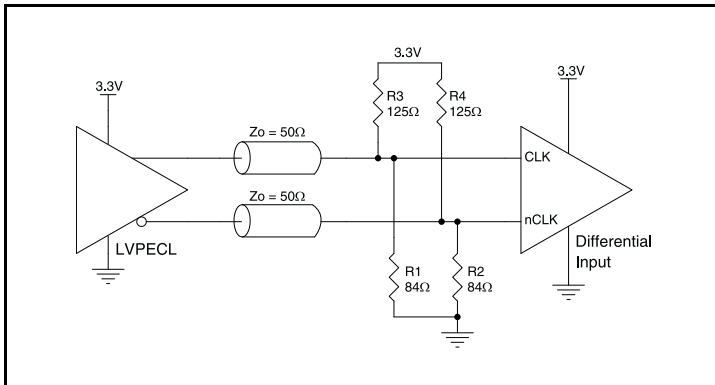 3.3V
3.3V
3.3V
R3
125Ω
R4
125Ω
Zo = 50Ω
CLK
Zo = 50Ω
nCLK
LVPECL
Differential
Input
R1
84Ω
R2
84Ω